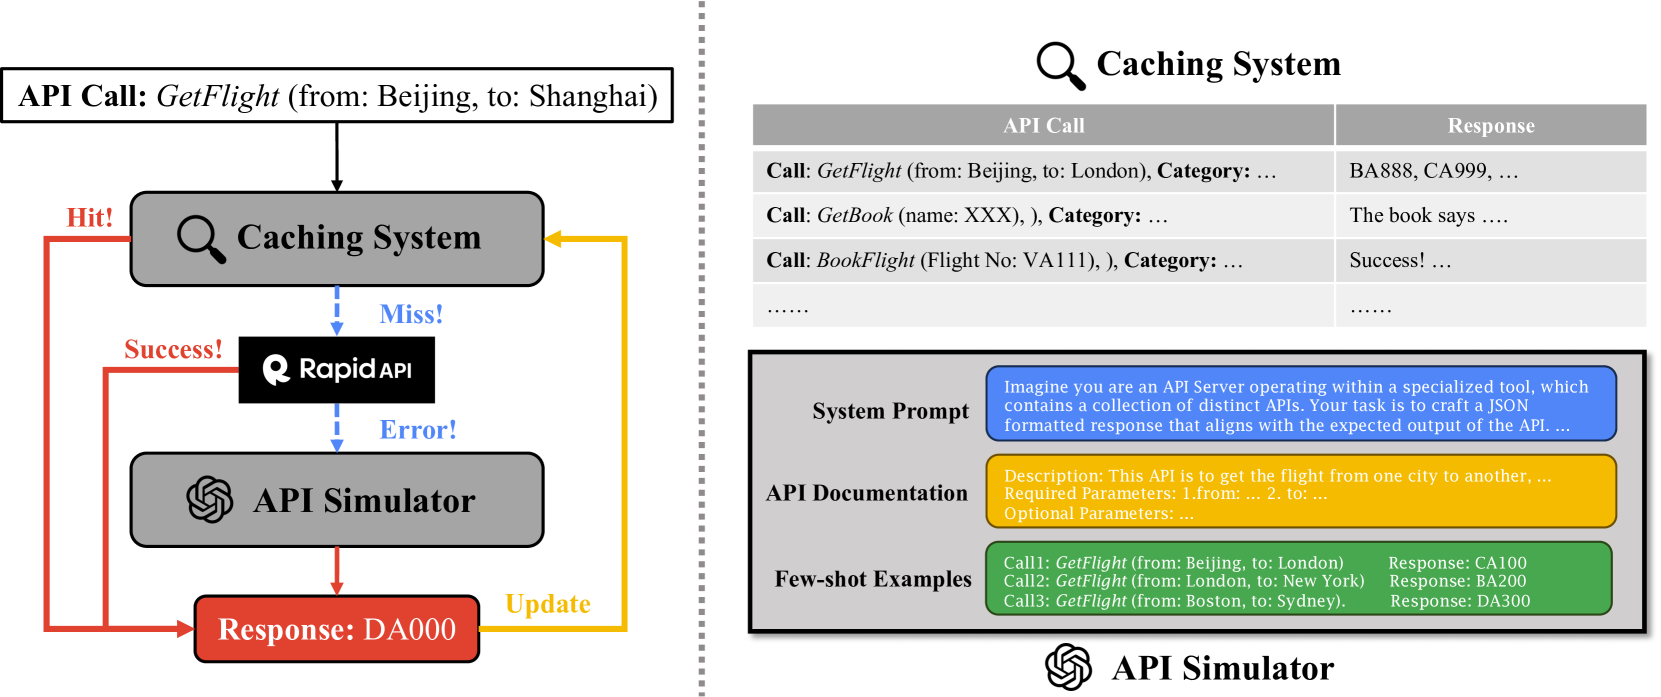 API Call: GetFlight (from: Beijing, to: Shanghai)
Hit!
Caching System
Miss!
Success!
Rapid API
Error!
API Simulator
Response: DA000
Update
Caching System
API Call
Response
Call: GetFlight (from: Beijing, to: London), Category: …
BA888, CA999, …
Call: GetBook (name: XXX), ), Category: …
The book says ….
Call: BookFlight (Flight No: VA111), ), Category: …
Success! …
……
……
System Prompt
Imagine you are an API Server operating within a specialized tool, which
contains a collection of distinct APIs. Your task is to craft a JSON
formatted response that aligns with the expected output of the API. ...
API Documentation
Description: This API is to get the flight from one city to another, ...
Required Parameters: 1.from: ... 2. to: ...
Optional Parameters: ...
Few-shot Examples
Call1: GetFlight (from: Beijing, to: London) Response: CA100
Call2: GetFlight (from: London, to: New York) Response: BA200
Call3: GetFlight (from: Boston, to: Sydney). Response: DA300
API Simulator